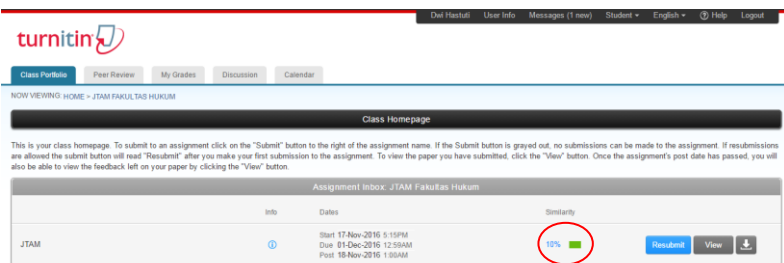 Dwi Hastuti User Info Messages (1 new) Student English Help Logout
turnitin
Class Portfolio Peer Review My Grades Discussion Calendar
NOW VIEWING: HOME > JTAM FAKULTAS HUKUM
Class Homepage
This is your class homepage. To submit to an assignment click on the "Submit" button to the right of the assignment name. If the Submit button is grayed out, no submissions can be made to the assignment. If resubmissions
are allowed the submit button will read "Resubmit" after you make your first submission to the assignment. To view the paper you have submitted, click the "View" button. Once the assignment's post date has passed, you will
also be able to view the feedback left on your paper by clicking the "View" button.
Assignment Inbox: JTAM Fakultas Hukum
Info Dates Similarity
Start 17-Nov-2016 5:15PM
JTAM Due 01-Dec-2016 12:59AM 10% Resubmit View
Post 18-Nov-2016 1:00AM